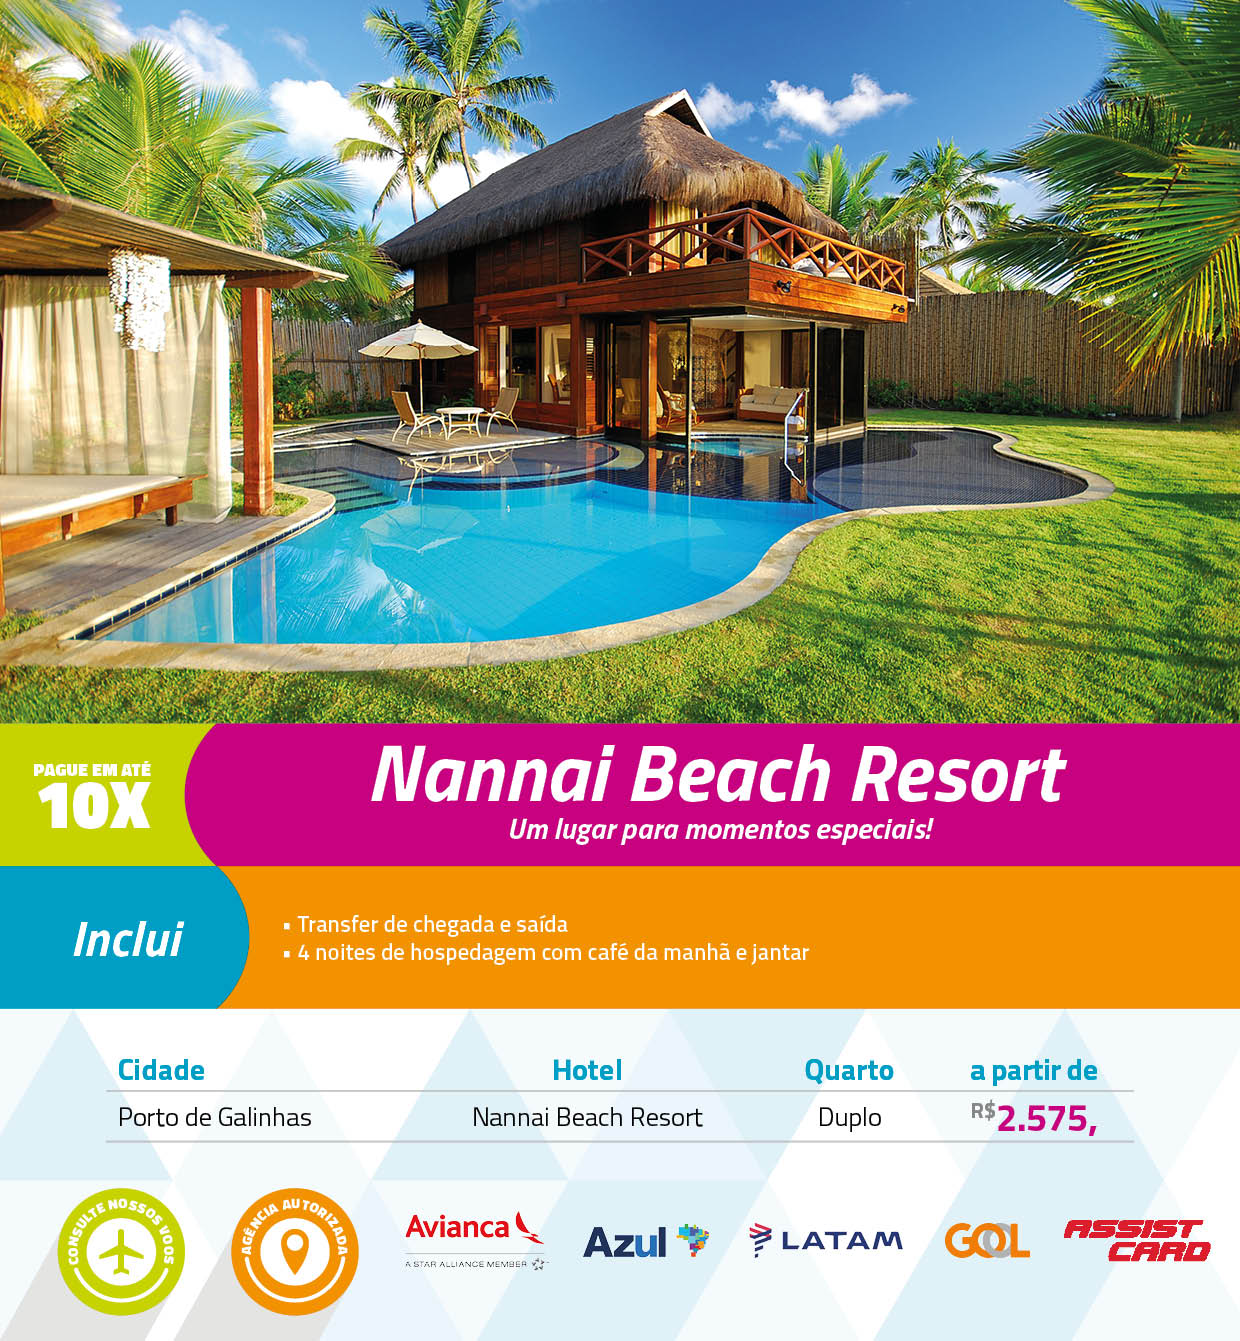 PAGUE EM ATÉ
10X
Nannai Beach Resort
Um lugar para momentos especiais!
Inclui
• Transfer de chegada e saída
• 4 noites de hospedagem com café da manhã e jantar
Cidade Hotel Quarto a partir de
Porto de Galinhas Nannai Beach Resort Duplo R$2.575,
CONSULTE NOSSOS VOOS
AGÊNCIA AUTORIZADA
Avianca
A STAR ALLIANCE MEMBER
Azul
LATAM
GOL
ASSIST
CARD